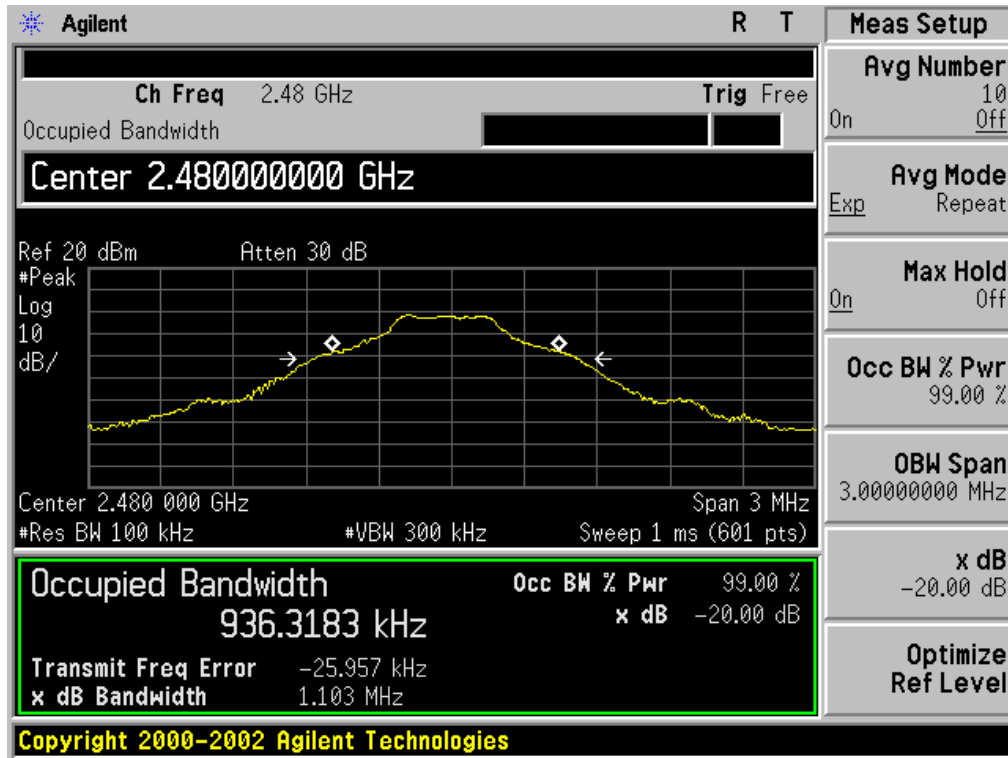 Agilent R T
Ch Freq 2.48 GHz Trig Free
Occupied Bandwidth
Center 2.480000000 GHz
Ref 20 dBm Atten 30 dB
#Peak
Log
10
dB/
Center 2.480 000 GHz Span 3 MHz
#Res BW 100 kHz #VBW 300 kHz Sweep 1 ms (601 pts)
Occupied Bandwidth Occ BW % Pwr 99.00 %
936.3183 kHz x dB -20.00 dB
Transmit Freq Error -25.957 kHz
x dB Bandwidth 1.103 MHz
Copyright 2000-2002 Agilent Technologies
Meas Setup
Avg Number
10
On Off
Avg Mode
Exp Repeat
Max Hold
On Off
Occ BW % Pwr
99.00 %
OBW Span
3.00000000 MHz
x dB
-20.00 dB
Optimize
Ref Level